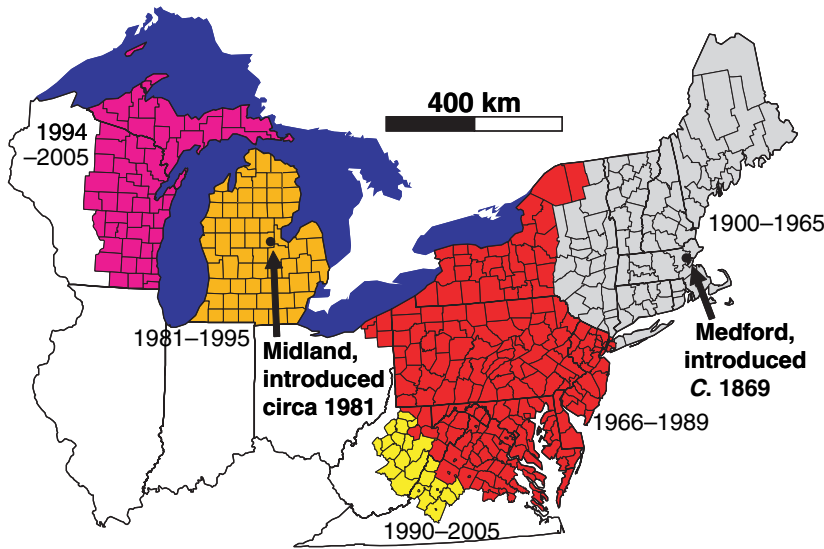 400 km
1994
–2005
1900–1965
1981–1995
Midland,
introduced
circa 1981
Medford,
introduced
C. 1869
1966–1989
1990–2005